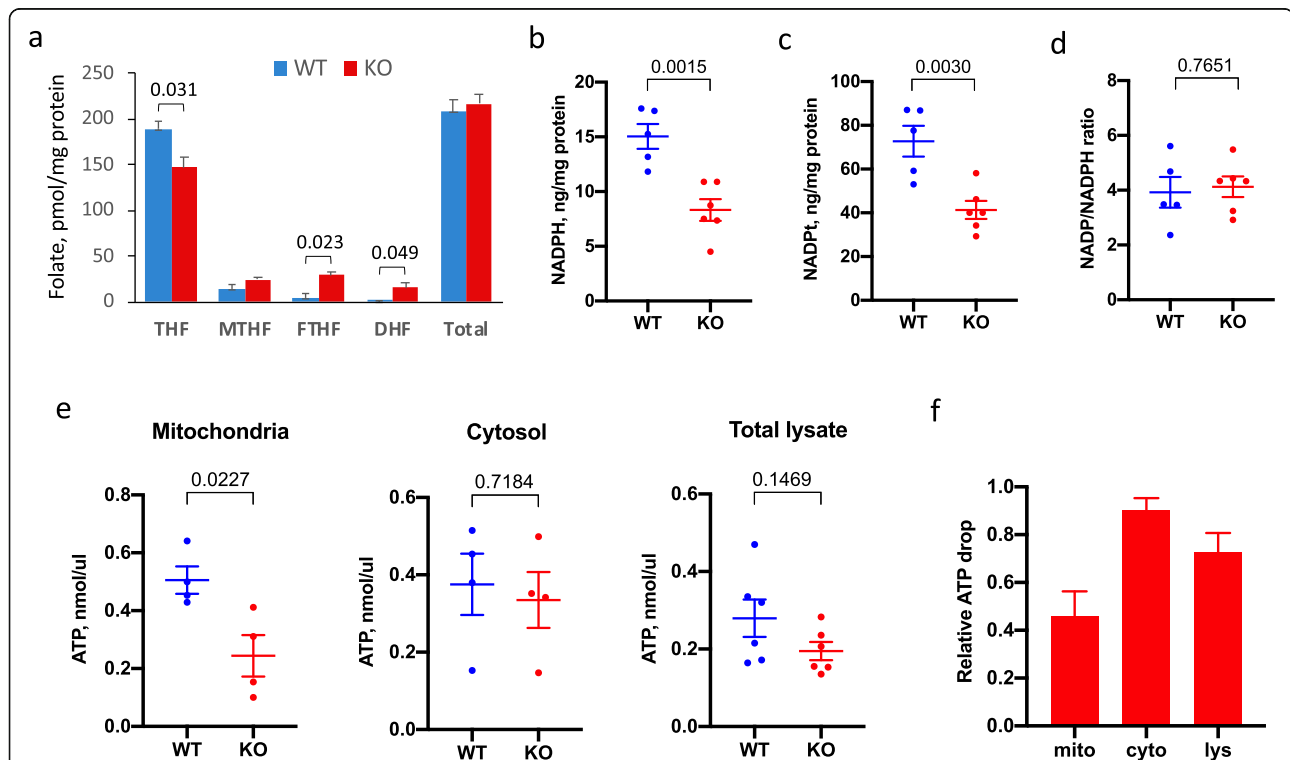 a
WT KO
Folate, pmol/mg protein
250
200
150
100
50
0
0.031
0.023
0.049
THF MTHF FTHF DHF Total
b
0.0015
NADPH, ng/mg protein
20
15
10
5
0
WT KO
c
0.0030
NADPt, ng/mg protein
100
80
60
40
20
0
WT KO
d
0.7651
NADP/NADPH ratio
8
6
4
2
0
WT KO
e
Mitochondria
0.0227
ATP, nmol/ul
0.8
0.6
0.4
0.2
0.0
WT KO
Cytosol
0.7184
ATP, nmol/ul
0.6
0.4
0.2
0.0
WT KO
Total lysate
0.1469
ATP, nmol/ul
0.6
0.4
0.2
0.0
WT KO
f
Relative ATP drop
1.0
0.8
0.6
0.4
0.2
0.0
mito cyto lys